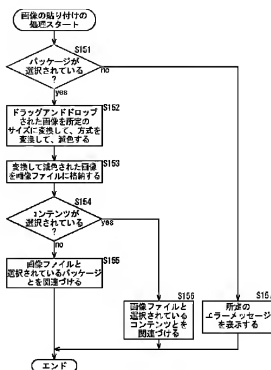 画像の貼り付けの
処理スタート
S151
パッケージが
選択されている
?
no
yes
S152
ドラッグアンドドロップ
された画像を所定の
サイズに変換して、方式を
変換して、減色する
S153
変換して減色された画像
を画像ファイルに格納する
S154
コンテンツが
選択されている
?
yes
no
S155
画像ファイルと
選択されているパッケージ
とを関連づける
S156
画像ファイルと
選択されている
コンテンツとを
関連づける
S157
所定の
エラーメッセージ
を表示する
エンド